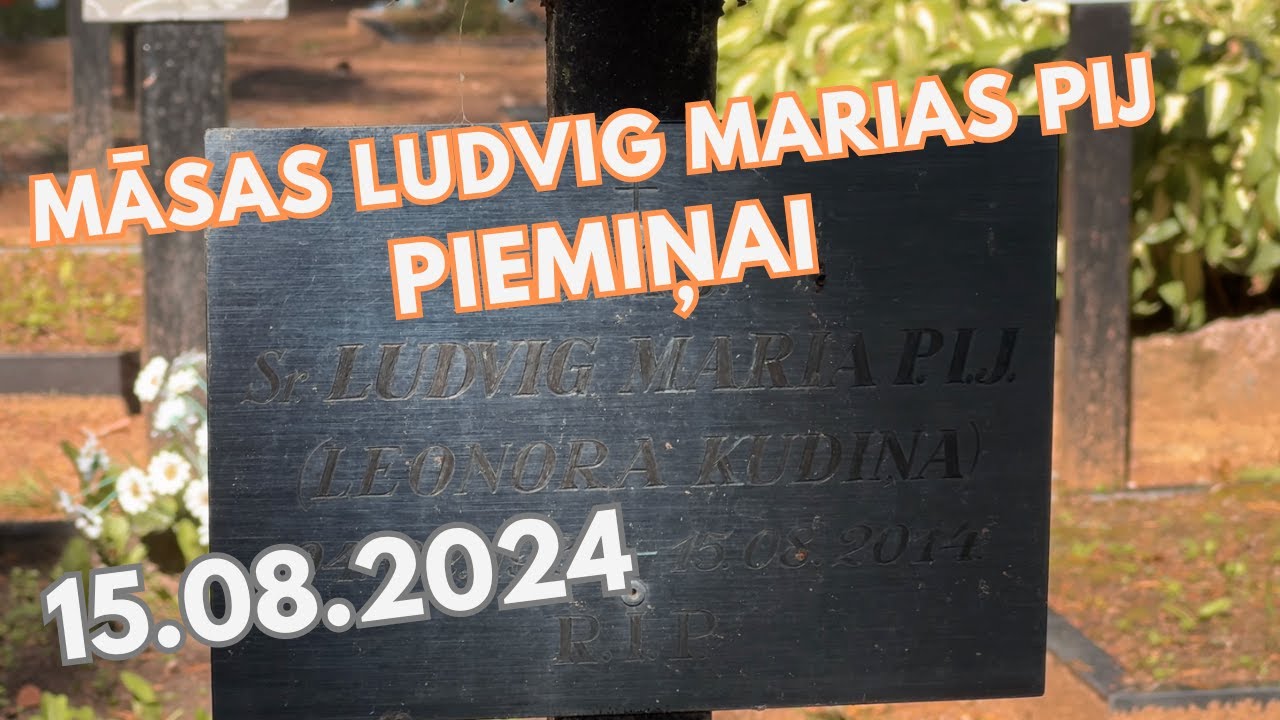 MĀSAS LUDVIG MARIAS PIJ
PIEMIŅAI
Sr. LUDVIG MARIA P.I.J.
(LEONORA KUDIŅA)
15.08.2014.
15.08.2024
R.I.P.